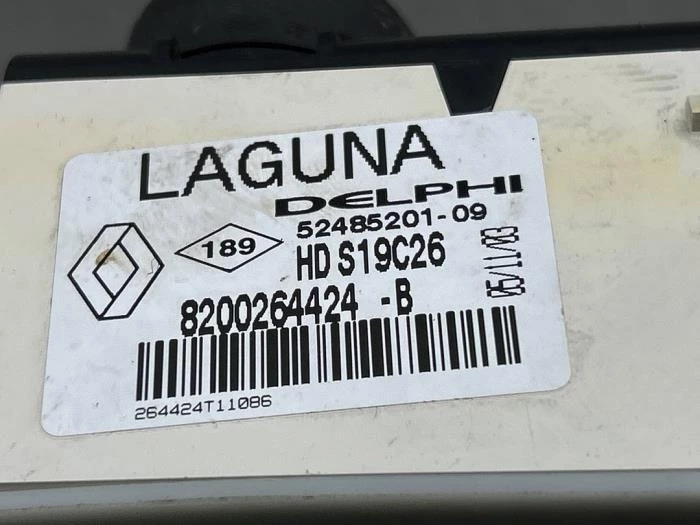 LAGUNA
DELPHI
52485201-09
189
HD S19C26
05/11/03
8200264424 -B
264424T11086